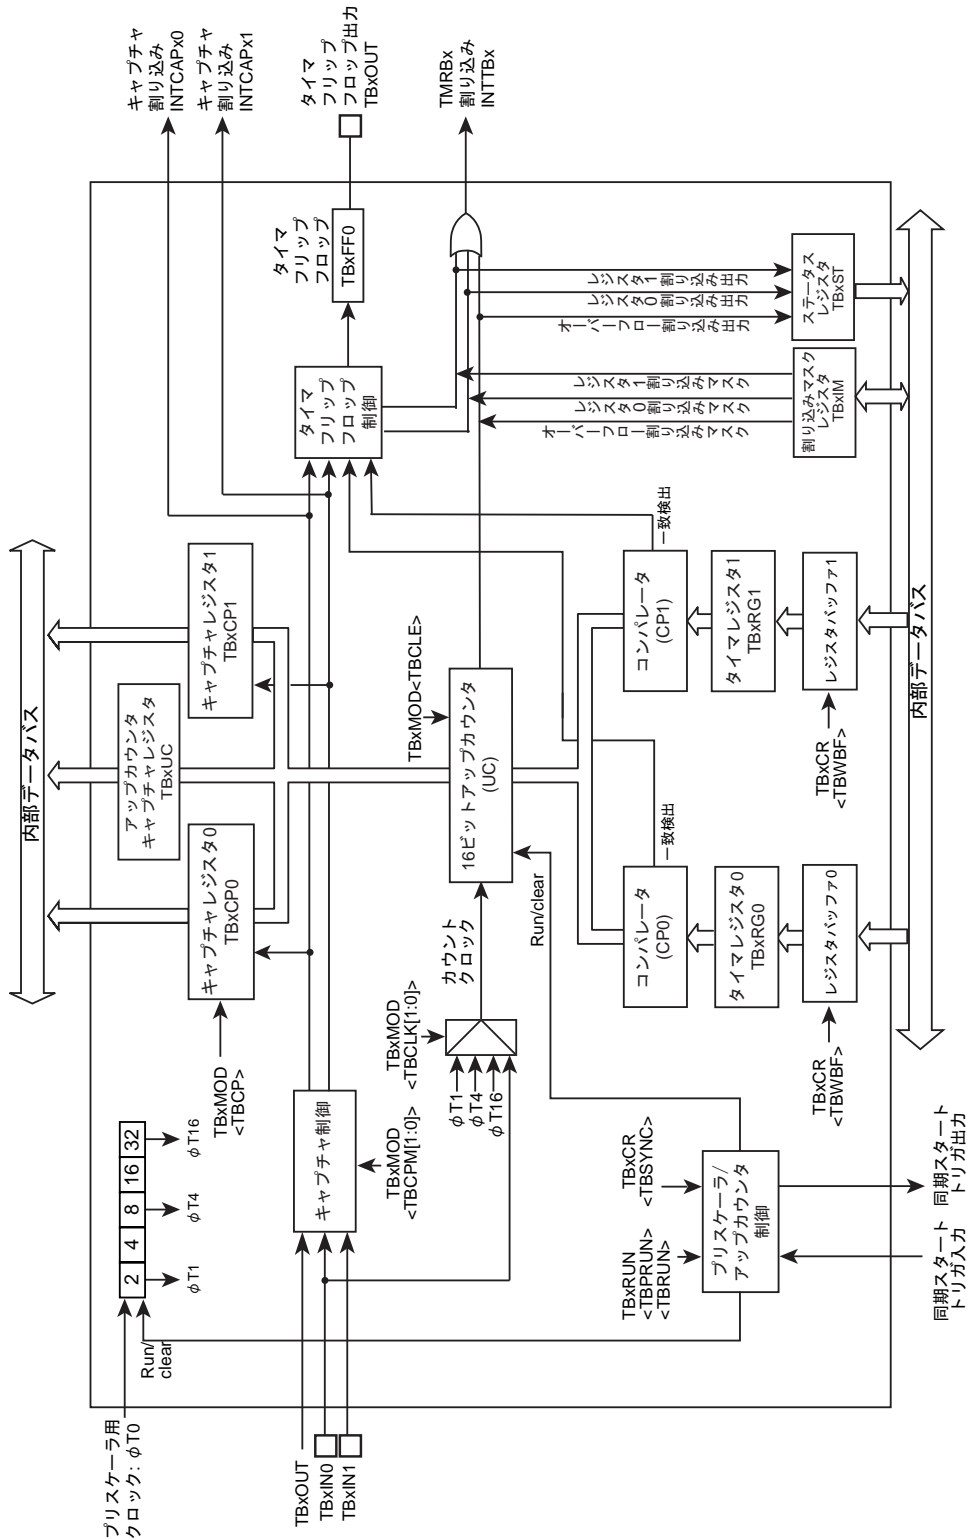 プリスケーラ用
クロック: φT0
Run/
clear
2
4
8
16
32
φT1
φT4
φT16
TBxOUT
TBxIN0
TBxIN1
キャプチャ制御
TBxMOD
<TBCPM[1:0]>
TBxMOD
<TBCP>
内部データバス
キャプチャレジスタ0
TBxCP0
アップカウンタ
キャプチャレジスタ
TBxUC
キャプチャレジスタ1
TBxCP1
キャプチャ
割り込み
INTCAPx0
キャプチャ
割り込み
INTCAPx1
タイマ
フリップ
フロップ
制御
タイマ
フリップ
フロップ
TBxFF0
タイマ
フリップ
フロップ出力
TBxOUT
TBxMOD
<TBCLK[1:0]>
φT1
φT4
φT16
カウント
クロック
16ビットアップカウンタ
(UC)
TBxMOD<TBCLE>
TMRBx
割り込み
INTTBx
TBxRUN
<TBPRUN>
<TBRUN>
TBxCR
<TBSYNC>
プリスケーラ/
アップカウンタ
制御
Run/clear
同期スタート
トリガ入力
同期スタート
トリガ出力
一致検出
コンパレータ
(CP0)
タイマレジスタ0
TBxRG0
レジスタバッファ0
TBxCR
<TBWBF>
一致検出
コンパレータ
(CP1)
タイマレジスタ1
TBxRG1
レジスタバッファ1
TBxCR
<TBWBF>
レジスタ1割り込みマスク
レジスタ0割り込みマスク
オーバーフロー割り込みマスク
割り込みマスク
レジスタ
TBxIM
レジスタ1割り込み出力
レジスタ0割り込み出力
オーバーフロー割り込み出力
ステータス
レジスタ
TBxST
内部データバス